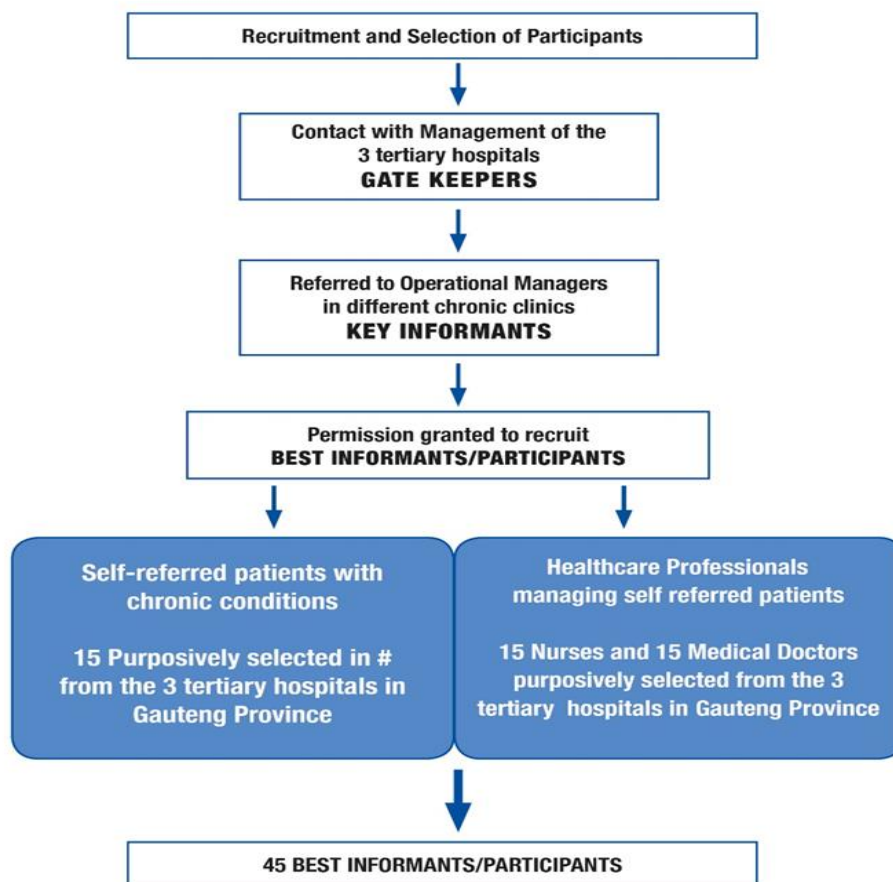 Recruitment and Selection of Participants
Contact with Management of the
3 tertiary hospitals
GATE KEEPERS
Referred to Operational Managers
in different chronic clinics
KEY INFORMANTS
Permission granted to recruit
BEST INFORMANTS/PARTICIPANTS
Self-referred patients with
chronic conditions
15 Purposively selected in #
from the 3 tertiary hospitals in
Gauteng Province
Healthcare Professionals
managing self referred patients
15 Nurses and 15 Medical Doctors
purposively selected from the 3
tertiary hospitals in Gauteng Province
45 BEST INFORMANTS/PARTICIPANTS